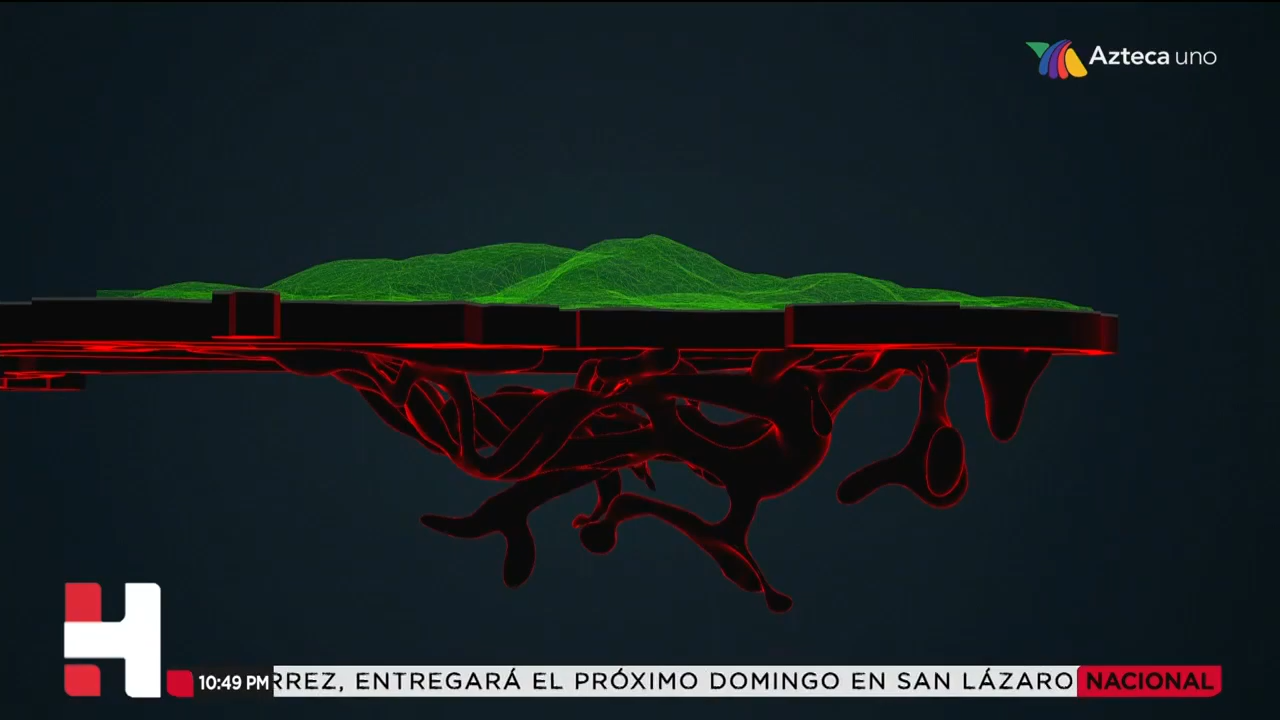 Azteca uno
H
10:49 PM
RREZ, ENTREGARÁ EL PRÓXIMO DOMINGO EN SAN LÁZARO
NACIONAL